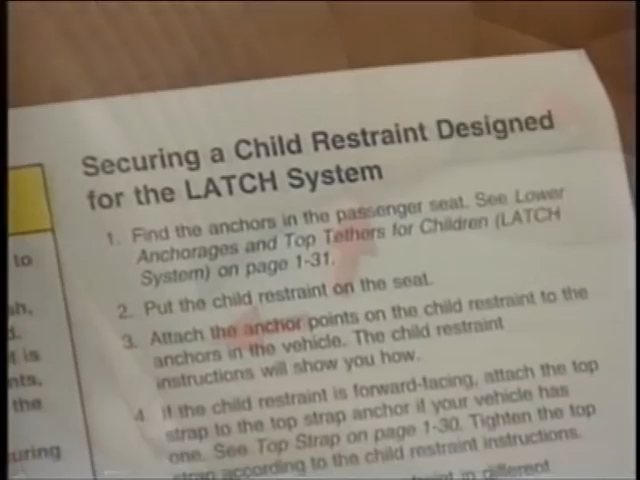 Securing a Child Restraint Designed
for the LATCH System
1. Find the anchors in the passenger seat. See Lower
Anchorages and Top Tethers for Children (LATCH
System) on page 1-31.
2. Put the child restraint on the seat.
3. Attach the anchor points on the child restraint to the
anchors in the vehicle. The child restraint
instructions will show you how.
4. If the child restraint is forward-facing, attach the top
strap to the top strap anchor if your vehicle has
one. See Top Strap on page 1-30. Tighten the top
strap according to the child restraint instructions.
in different
to
is
the